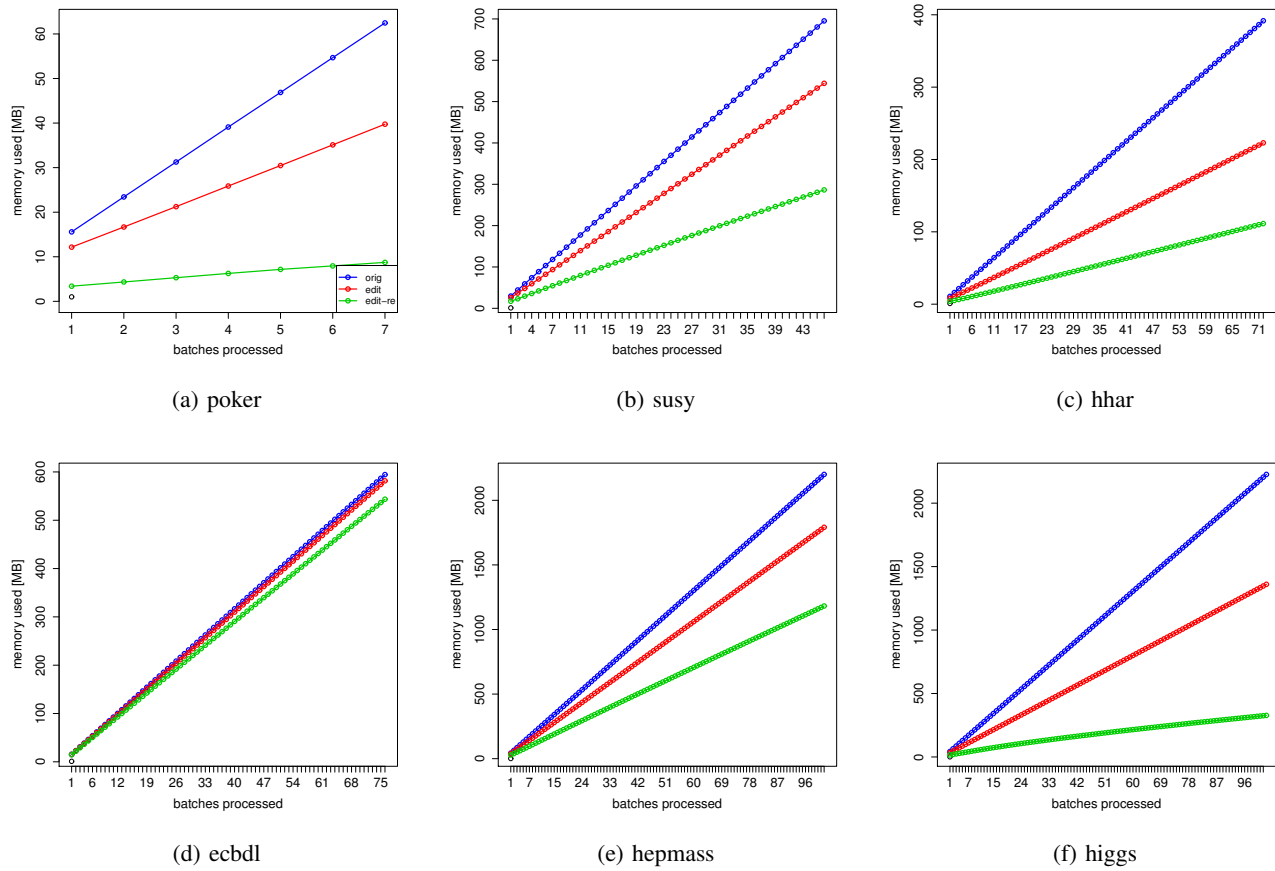 memory used [MB]
0
10
20
30
40
50
60
1 2 3 4 5 6 7
batches processed
orig
edit
edit−re
(a) poker
memory used [MB]
0
100
200
300
400
500
600
700
1 4 7 11 15 19 23 27 31 35 39 43
batches processed
(b) susy
memory used [MB]
0
100
200
300
400
1 6 11 17 23 29 35 41 47 53 59 65 71
batches processed
(c) hhar
memory used [MB]
0
100
200
300
400
500
600
1 6 12 19 26 33 40 47 54 61 68 75
batches processed
(d) ecbdl
memory used [MB]
0
500
1000
1500
2000
1 7 15 24 33 42 51 60 69 78 87 96
batches processed
(e) hepmass
memory used [MB]
0
500
1000
1500
2000
1 7 15 24 33 42 51 60 69 78 87 96
batches processed
(f) higgs